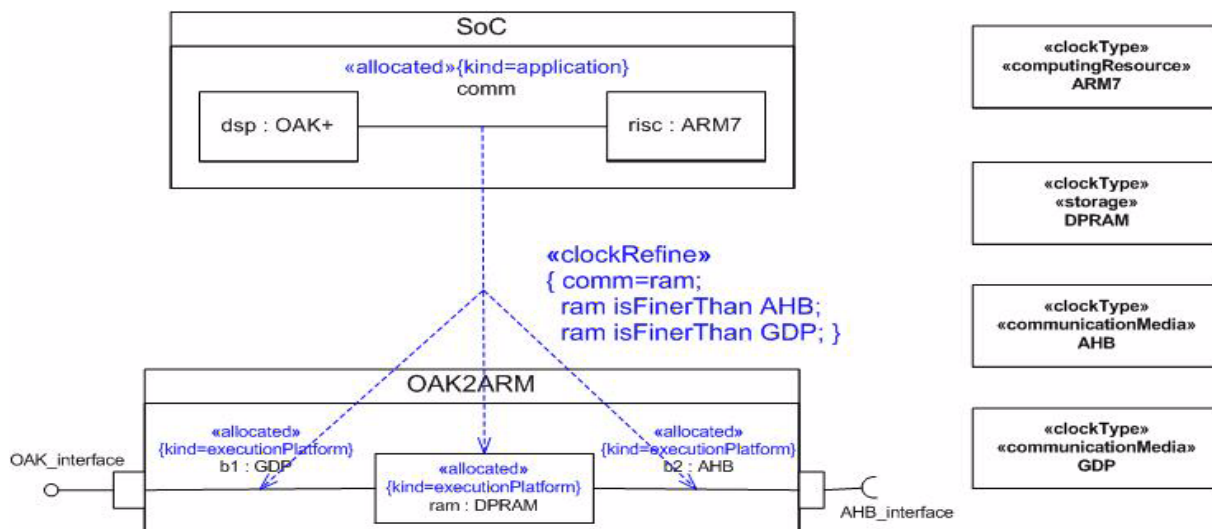 SoC
«allocated»{kind=application}
comm
dsp : OAK+
risc : ARM7
«clockRefine»
{ comm=ram;
ram isFinerThan AHB;
ram isFinerThan GDP; }
OAK2ARM
«allocated»
{kind=executionPlatform}
b1 : GDP
«allocated»
{kind=executionPlatform}
ram : DPRAM
«allocated»
{kind=executionPlatform}
b2 : AHB
OAK_interface
AHB_interface
«clockType»
«computingResource»
ARM7
«clockType»
«storage»
DPRAM
«clockType»
«communicationMedia»
AHB
«clockType»
«communicationMedia»
GDP